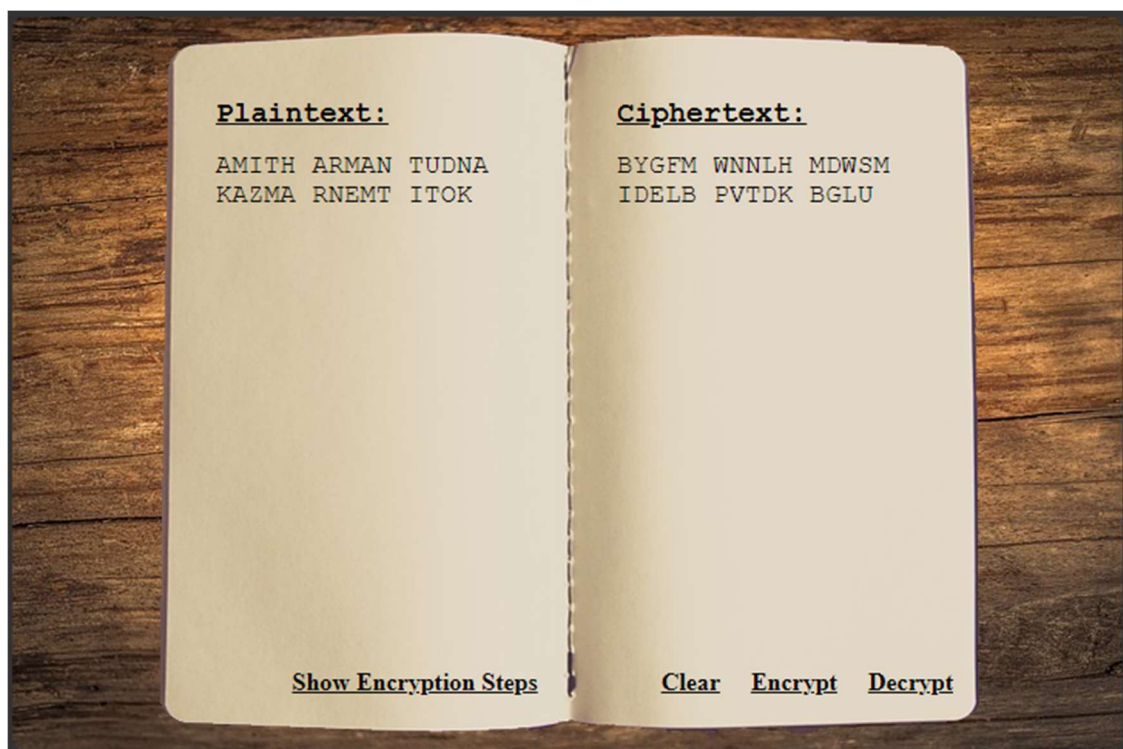 Plaintext:
AMITH ARMAN TUDNA
KAZMA RNEMT ITOK
Ciphertext:
BYGFM WNNLH MDWSM
IDELB PVTDK BGLU
Show Encryption Steps
Clear Encrypt Decrypt